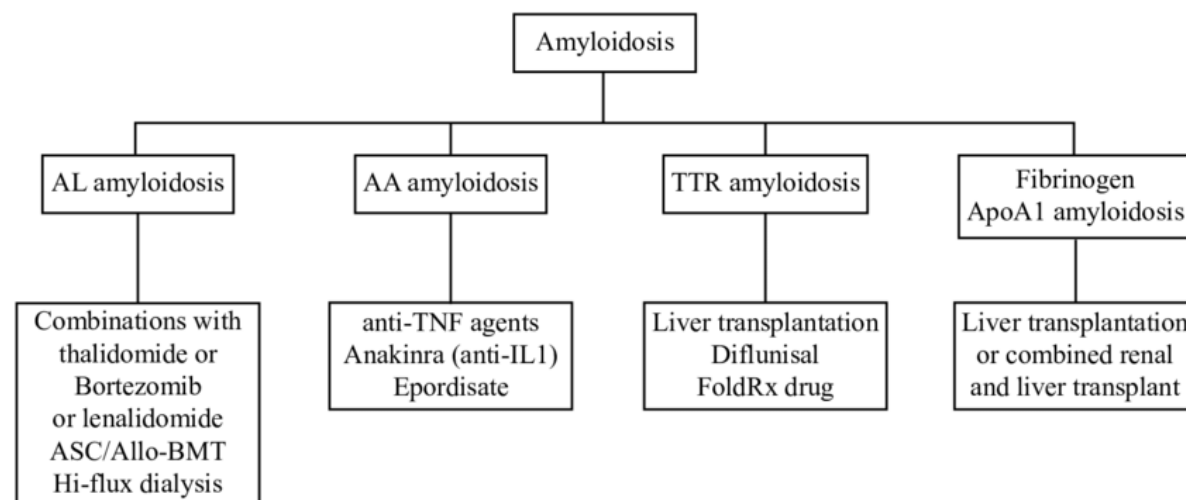 Amyloidosis
AL amyloidosis
AA amyloidosis
TTR amyloidosis
Fibrinogen
ApoA1 amyloidosis
Combinations with
thalidomide or
Bortezomib
or lenalidomide
ASC/Allo-BMT
Hi-flux dialysis
anti-TNF agents
Anakinra (anti-IL1)
Epordisate
Liver transplantation
Diflunisal
FoldRx drug
Liver transplantation
or combined renal
and liver transplant